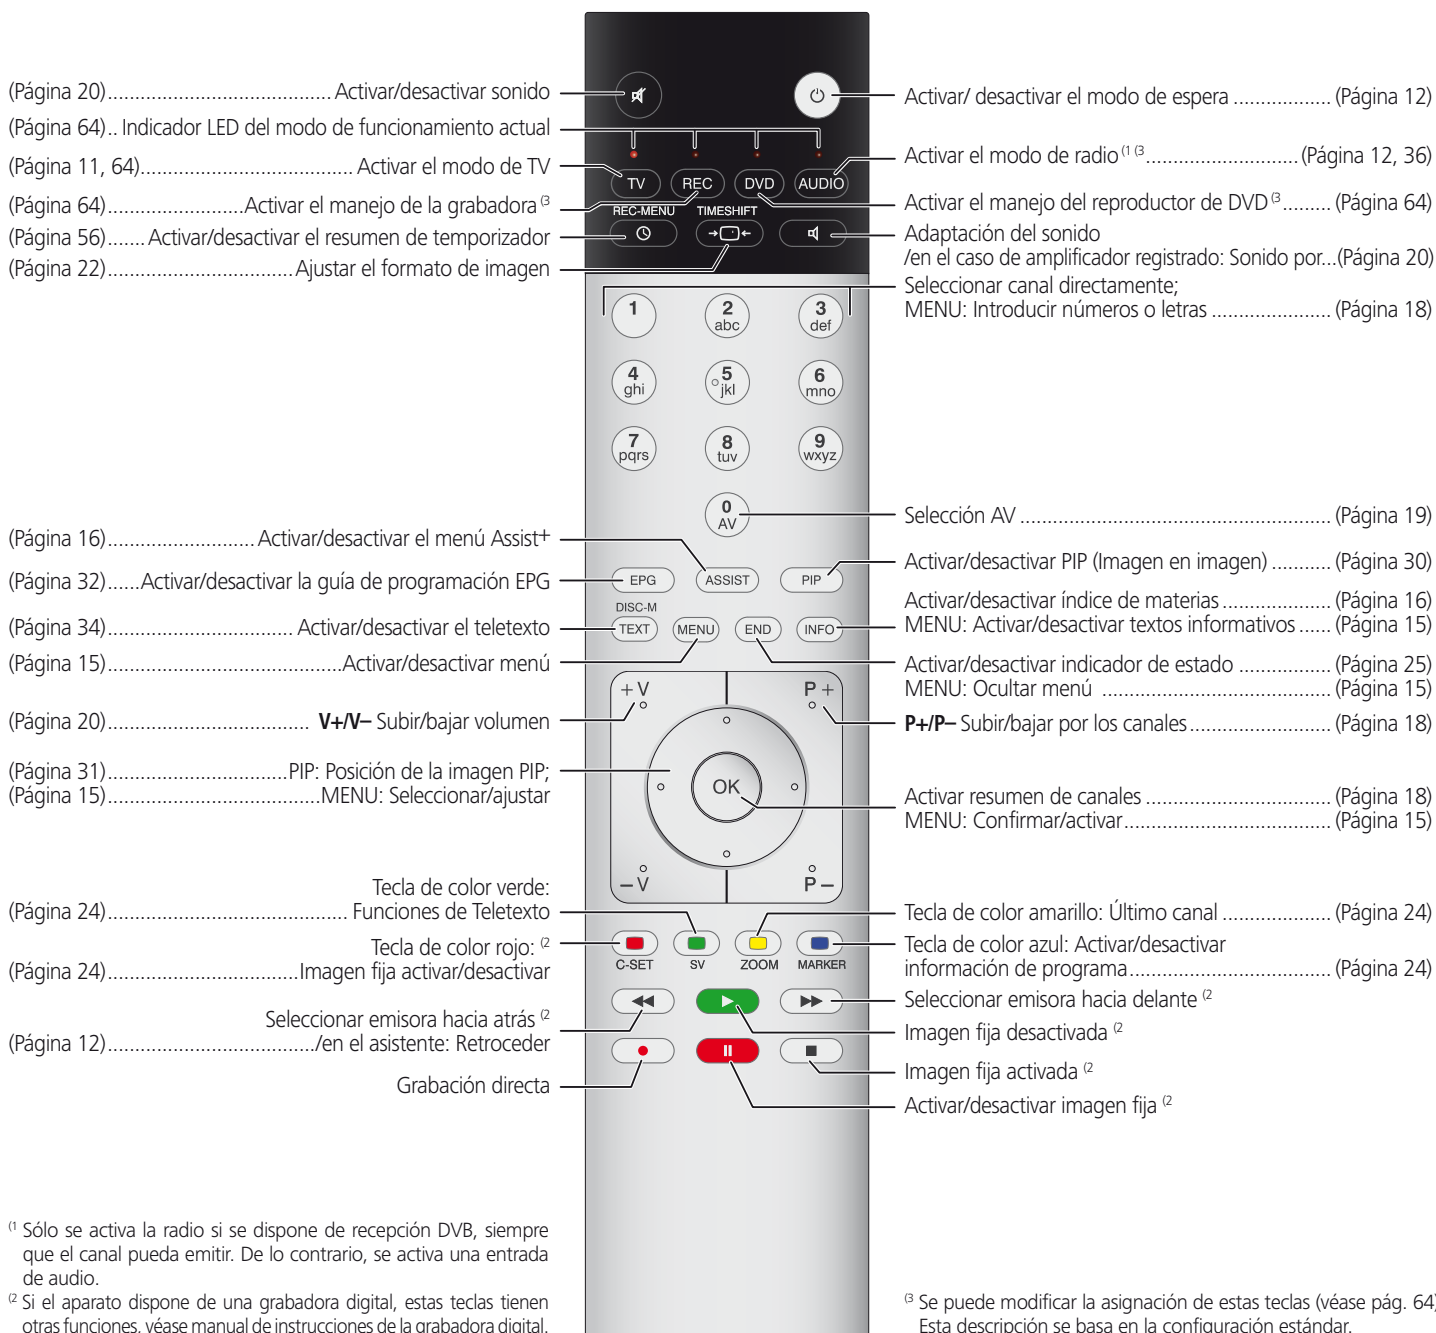 (Página 20)................................... Activar/desactivar sonido
(Página 64).. Indicador LED del modo de funcionamiento actual
(Página 11, 64)................................. Activar el modo de TV
(Página 64).....................Activar el manejo de la grabadora (3
(Página 56)....... Activar/desactivar el resumen de temporizador
(Página 22).............................Ajustar el formato de imagen
(Página 16)...........................Activar/desactivar el menú Assist+
(Página 32)......Activar/desactivar la guía de programación EPG
(Página 34)............................. Activar/desactivar el teletexto
(Página 15)....................................Activar/desactivar menú
(Página 20)............................... V+/V– Subir/bajar volumen
(Página 31)............................PIP: Posición de la imagen PIP;
(Página 15).................................MENU: Seleccionar/ajustar
Tecla de color verde:
(Página 24)..................................... Funciones de Teletexto
Tecla de color rojo: (2
(Página 24).............................Imagen fija activar/desactivar
Seleccionar emisora hacia atrás (2
(Página 12)................................/en el asistente: Retroceder
Grabación directa
TV
REC
DVD
AUDIO
REC-MENU
TIMESHIFT
1
2
abc
3
def
4
ghi
5
jkl
6
mno
7
pqrs
8
tuv
9
wxyz
0
AV
EPG
ASSIST
PIP
DISC-M
TEXT
MENU
END
INFO
+ V
P +
OK
– V
P –
C-SET
SV
ZOOM
MARKER
Activar/ desactivar el modo de espera ................... (Página 12)
Activar el modo de radio (1 (3 ........................(Página 12, 36)
Activar el manejo del reproductor de DVD (3 ......... (Página 64)
Adaptación del sonido
/en el caso de amplificador registrado: Sonido por...(Página 20)
Seleccionar canal directamente;
MENU: Introducir números o letras ...................... (Página 18)
Selección AV ................................................. (Página 19)
Activar/desactivar PIP (Imagen en imagen) ........... (Página 30)
Activar/desactivar índice de materias .................... (Página 16)
MENU: Activar/desactivar textos informativos ...... (Página 15)
Activar/desactivar indicador de estado ................. (Página 25)
MENU: Ocultar menú ...................................... (Página 15)
P+/P– Subir/bajar por los canales ......................... (Página 18)
Activar resumen de canales ................................ (Página 18)
MENU: Confirmar/activar................................... (Página 15)
Tecla de color amarillo: Último canal .................... (Página 24)
Tecla de color azul: Activar/desactivar
información de programa................................... (Página 24)
Seleccionar emisora hacia delante (2
Imagen fija desactivada (2
Imagen fija activada (2
Activar/desactivar imagen fija (2
(1 Sólo se activa la radio si se dispone de recepción DVB, siempre
que el canal pueda emitir. De lo contrario, se activa una entrada
de audio.
(2 Si el aparato dispone de una grabadora digital, estas teclas tienen
otras funciones, véase manual de instrucciones de la grabadora digital.
(3 Se puede modificar la asignación de estas teclas (véase pág. 64)
Esta descripción se basa en la configuración estándar.